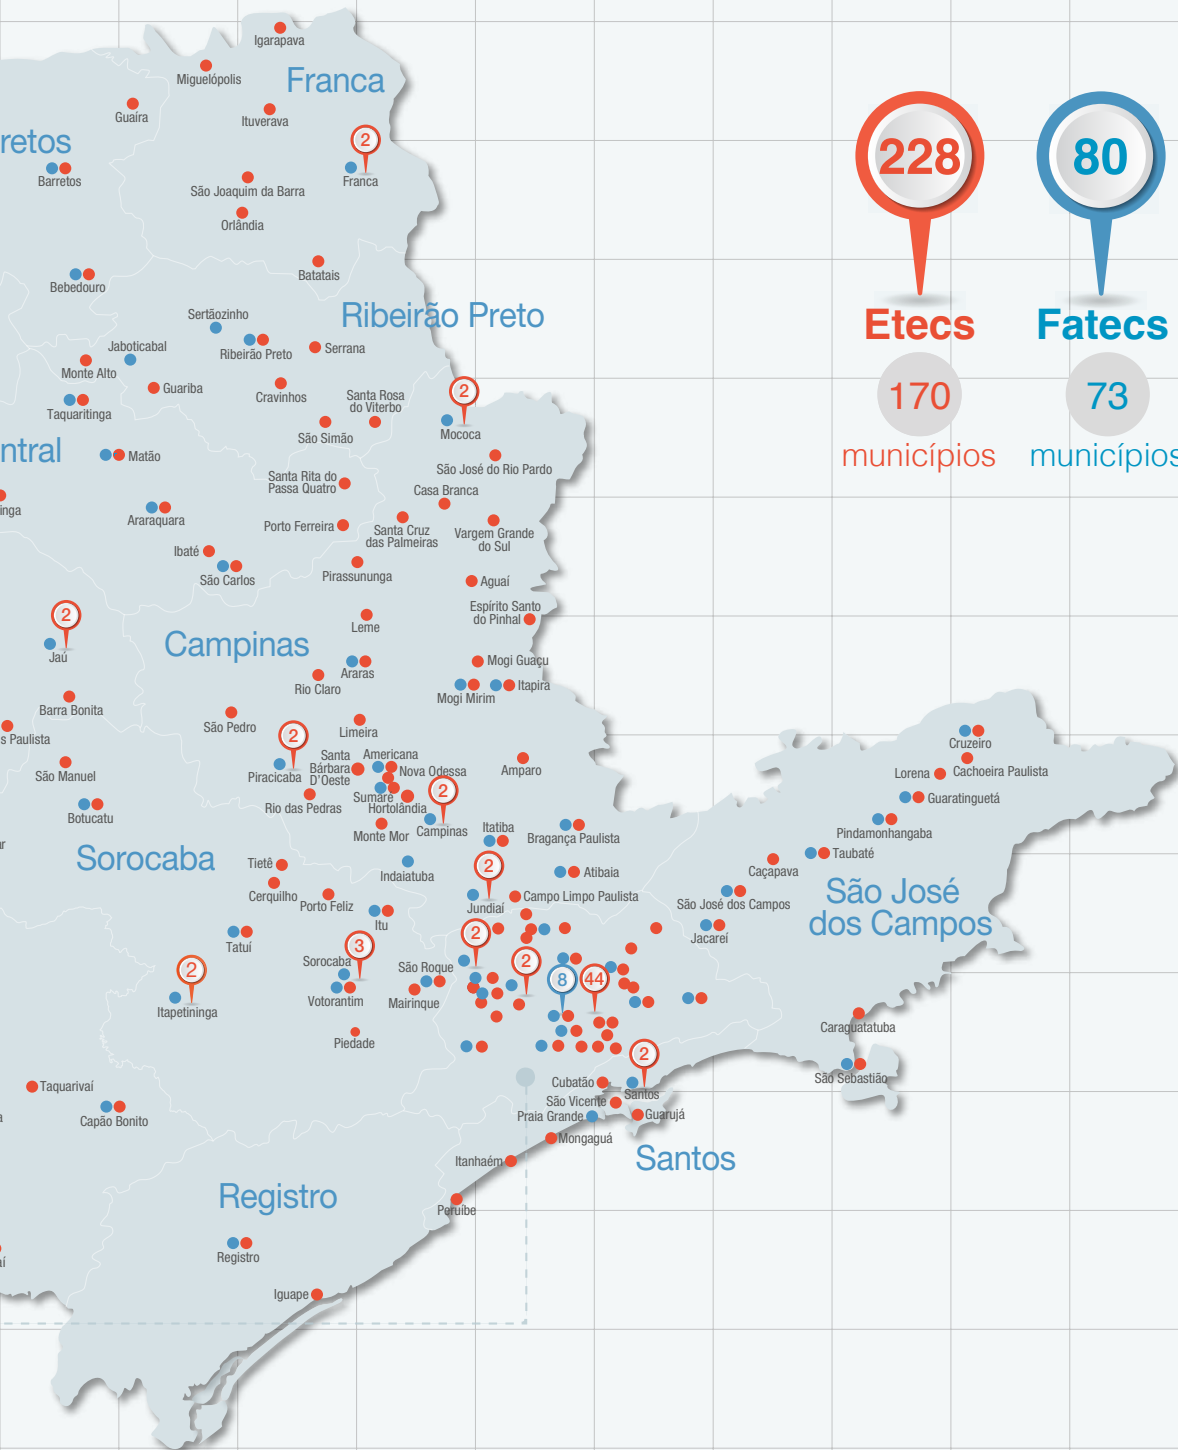 Igarapava
Miguelópolis
Franca
Guaíra
Ituverava
retos
2
Barretos
Franca
São Joaquim da Barra
Orlândia
Batatais
Bebedouro
Ribeirão Preto
Sertãozinho
Jaboticabal
Ribeirão Preto
Serrana
Monte Alto
Guariba
Cravinhos
Santa Rosa
do Viterbo
2
Taquaritinga
São Simão
Mococa
ntral
Matão
São José do Rio Pardo
Santa Rita do
Passa Quatro
Casa Branca
inga
Araraquara
Porto Ferreira
Santa Cruz
das Palmeiras
Vargem Grande
do Sul
Ibaté
São Carlos
Pirassununga
Aguaí
2
Leme
Espírito Santo
do Pinhal
Jaú
Campinas
Araras
Mogi Guaçu
Rio Claro
Mogi Mirim
Itapira
Barra Bonita
São Pedro
Limeira
s Paulista
2
São Manuel
Piracicaba
Santa
Bárbara
D'Oeste
Americana
Nova Odessa
Amparo
Rio das Pedras
Sumaré
Hortolândia
2
Botucatu
Monte Mor
Campinas
Itatiba
Bragança Paulista
ar
Sorocaba
Tietê
Indaiatuba
2
Atibaia
Cerquilho
Porto Feliz
Jundiaí
Campo Limpo Paulista
Itu
Tatuí
3
2
2
Sorocaba
São Roque
8
44
2
Itapetininga
Votorantim
Mairinque
Piedade
2
Taquarivaí
Cubatão
Santos
São Vicente
Praia Grande
Guarujá
a
Capão Bonito
Mongaguá
Santos
Itanhaém
Registro
Peruíbe
Registro
aí
Iguape
Cruzeiro
Lorena
Cachoeira Paulista
Guaratinguetá
Pindamonhangaba
Taubaté
Caçapava
São José
dos Campos
São José dos Campos
Jacareí
Caraguatatuba
São Sebastião
228
80
Etecs
Fatecs
170
73
municípios
municípios